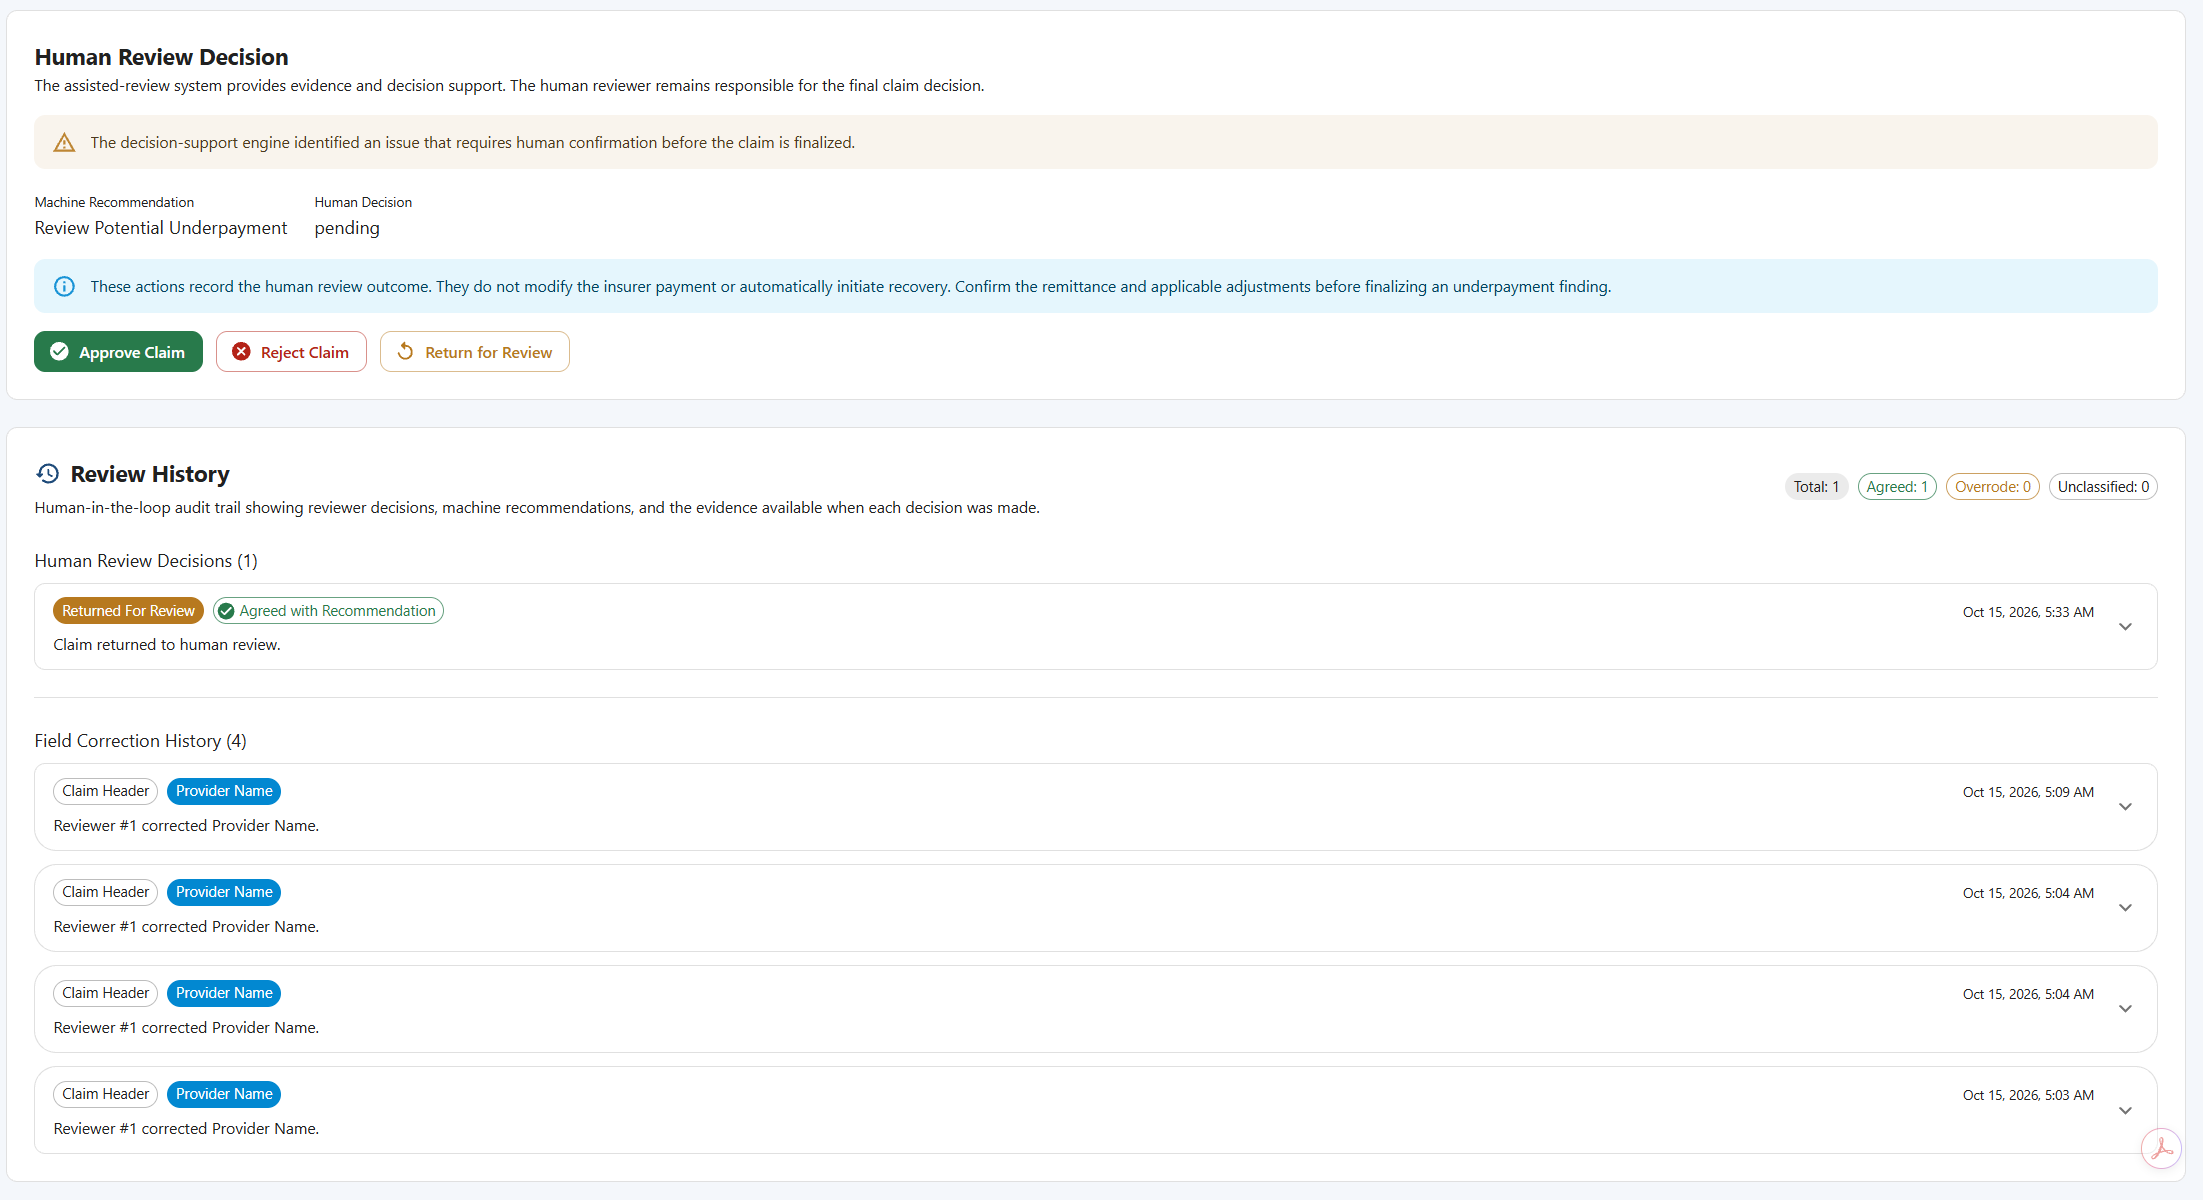 Human Review Decision
The assisted-review system provides evidence and decision support. The human reviewer remains responsible for the final claim decision.
The decision-support engine identified an issue that requires human confirmation before the claim is finalized.
Machine Recommendation
Review Potential Underpayment
Human Decision
pending
These actions record the human review outcome. They do not modify the insurer payment or automatically initiate recovery. Confirm the remittance and applicable adjustments before finalizing an underpayment finding.
Approve Claim
Reject Claim
Return for Review
Review History
Human-in-the-loop audit trail showing reviewer decisions, machine recommendations, and the evidence available when each decision was made.
Total: 1
Agreed: 1
Overrode: 0
Unclassified: 0
Human Review Decisions (1)
Returned For Review
Agreed with Recommendation
Oct 15, 2026, 5:33 AM
Claim returned to human review.
Field Correction History (4)
Claim Header
Provider Name
Oct 15, 2026, 5:09 AM
Reviewer #1 corrected Provider Name.
Claim Header
Provider Name
Oct 15, 2026, 5:04 AM
Reviewer #1 corrected Provider Name.
Claim Header
Provider Name
Oct 15, 2026, 5:04 AM
Reviewer #1 corrected Provider Name.
Claim Header
Provider Name
Oct 15, 2026, 5:03 AM
Reviewer #1 corrected Provider Name.